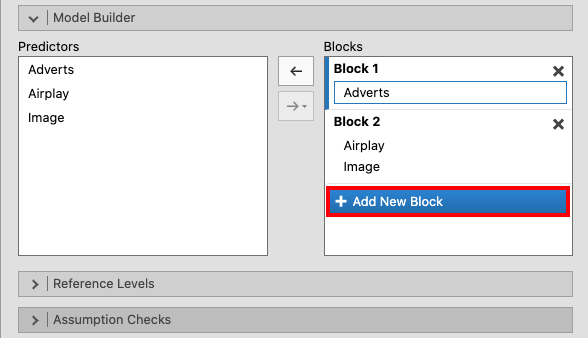 Model Builder
Predictors
Blocks
Adverts
Airplay
Image
Block 1
Adverts
Block 2
Airplay
Image
Add New Block
Reference Levels
Assumption Checks